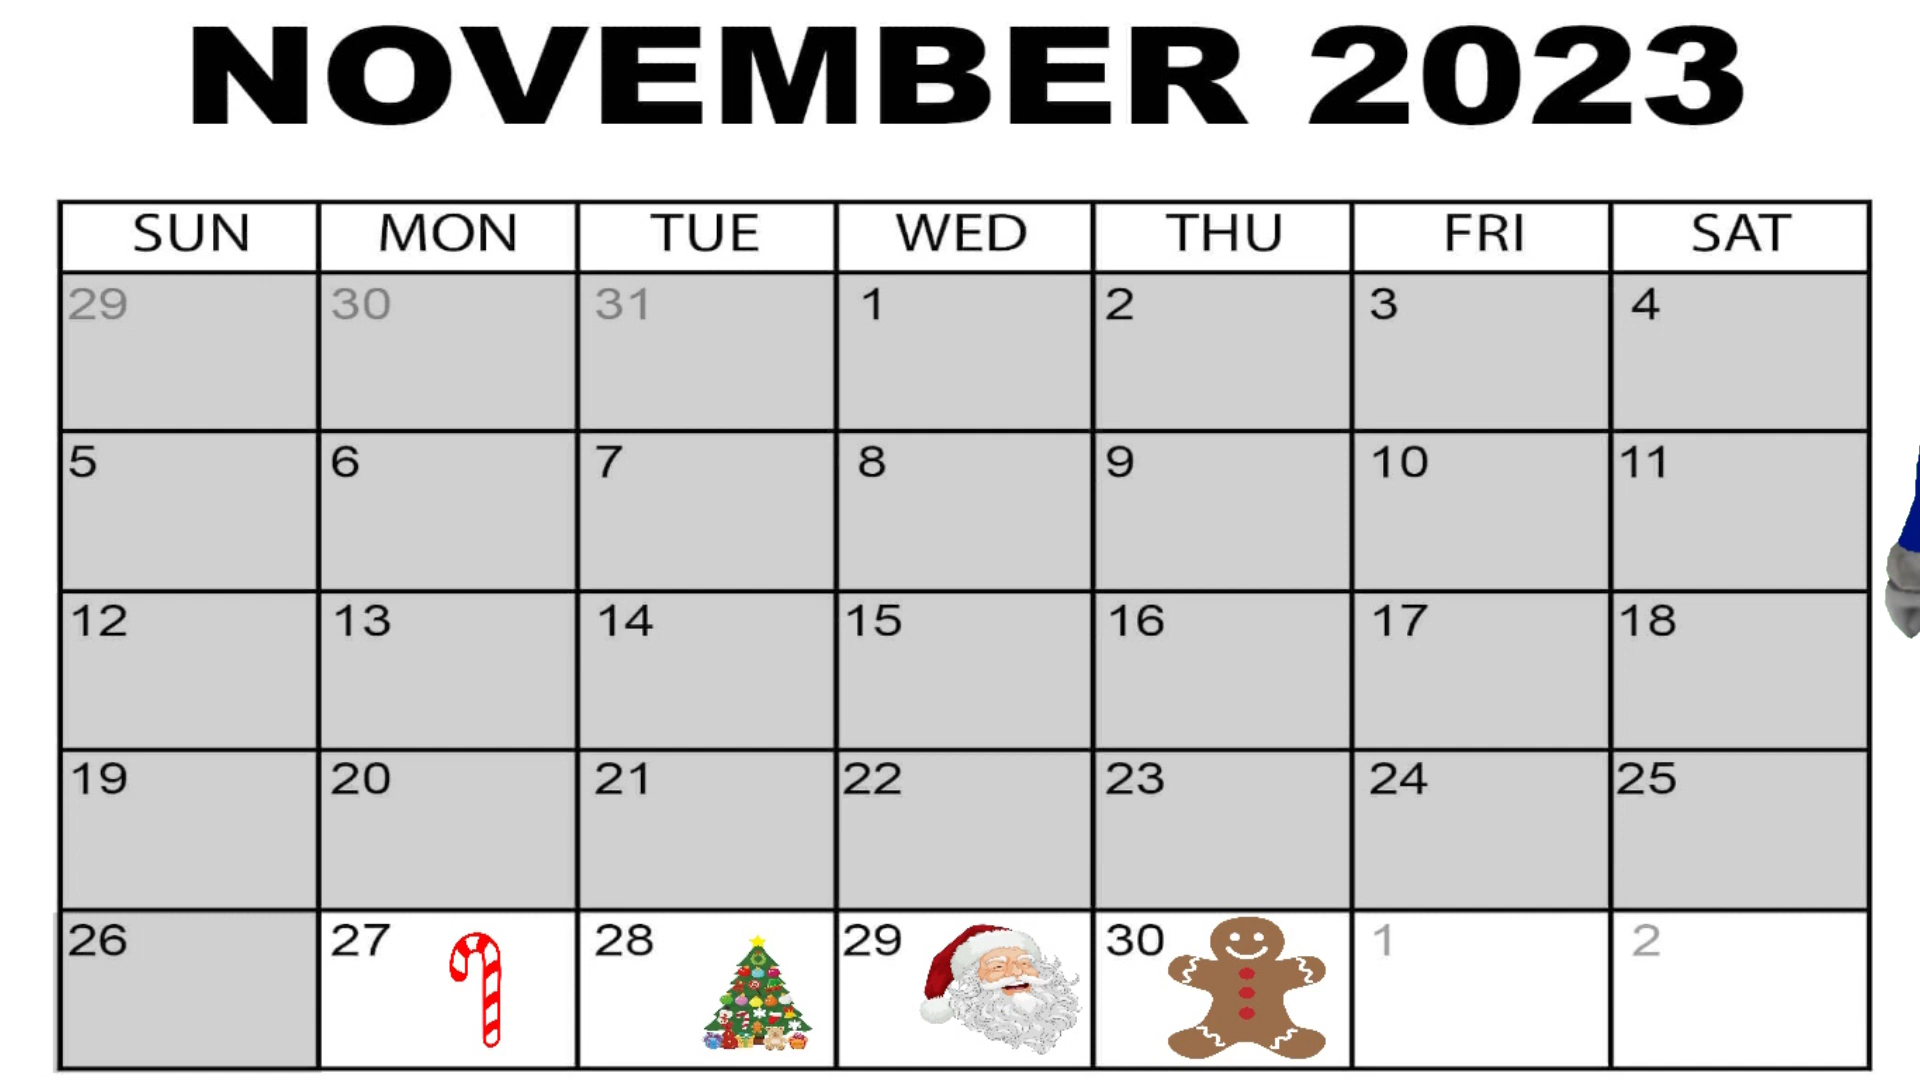 NOVEMBER 2023
SUN MON TUE WED THU FRI SAT
29 30 31 1 2 3 4
5 6 7 8 9 10 11
12 13 14 15 16 17 18
19 20 21 22 23 24 25
26 27 28 29 30 1 2